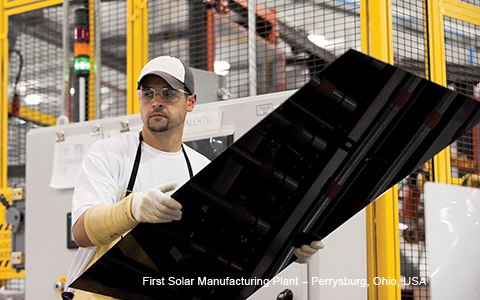 First Solar Manufacturing Plant – Perrysburg, Ohio, USA